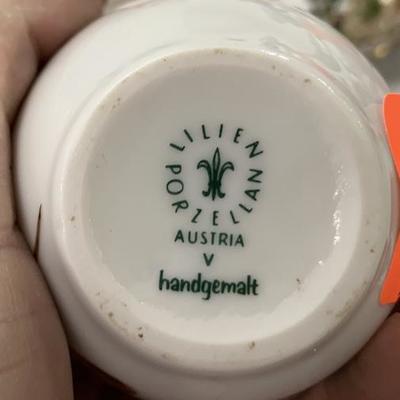 LILIEN
PORZELLAN
AUSTRIA
V
handgemalt